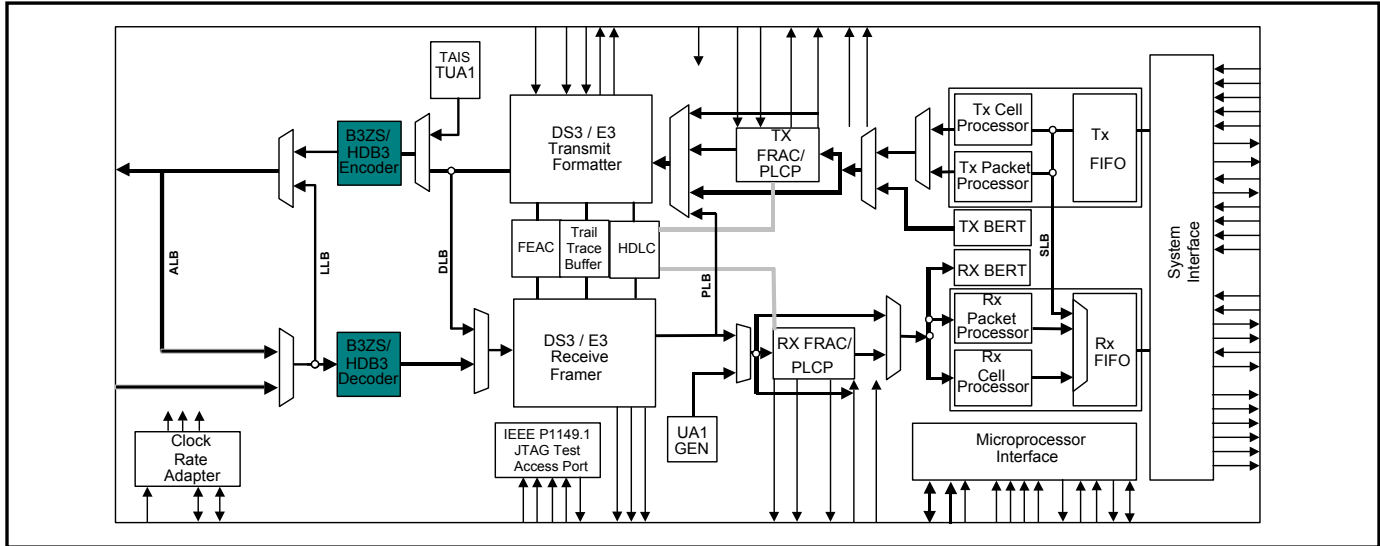 TAIS
TUA1
B3ZS/
HDB3
Encoder
DS3 / E3
Transmit
Formatter
TX
FRAC/
PLCP
Tx Cell
Processor
Tx Packet
Processor
Tx
FIFO
TX BERT
System
Interface
ALB
LLB
DLB
FEAC
Trail
Trace
Buffer
HDLC
PLB
SLB
RX BERT
B3ZS/
HDB3
Decoder
DS3 / E3
Receive
Framer
RX FRAC/
PLCP
Rx
Packet
Processor
Rx
Cell
Processor
Rx
FIFO
Clock
Rate
Adapter
IEEE P1149.1
JTAG Test
Access Port
UA1
GEN
Microprocessor
Interface